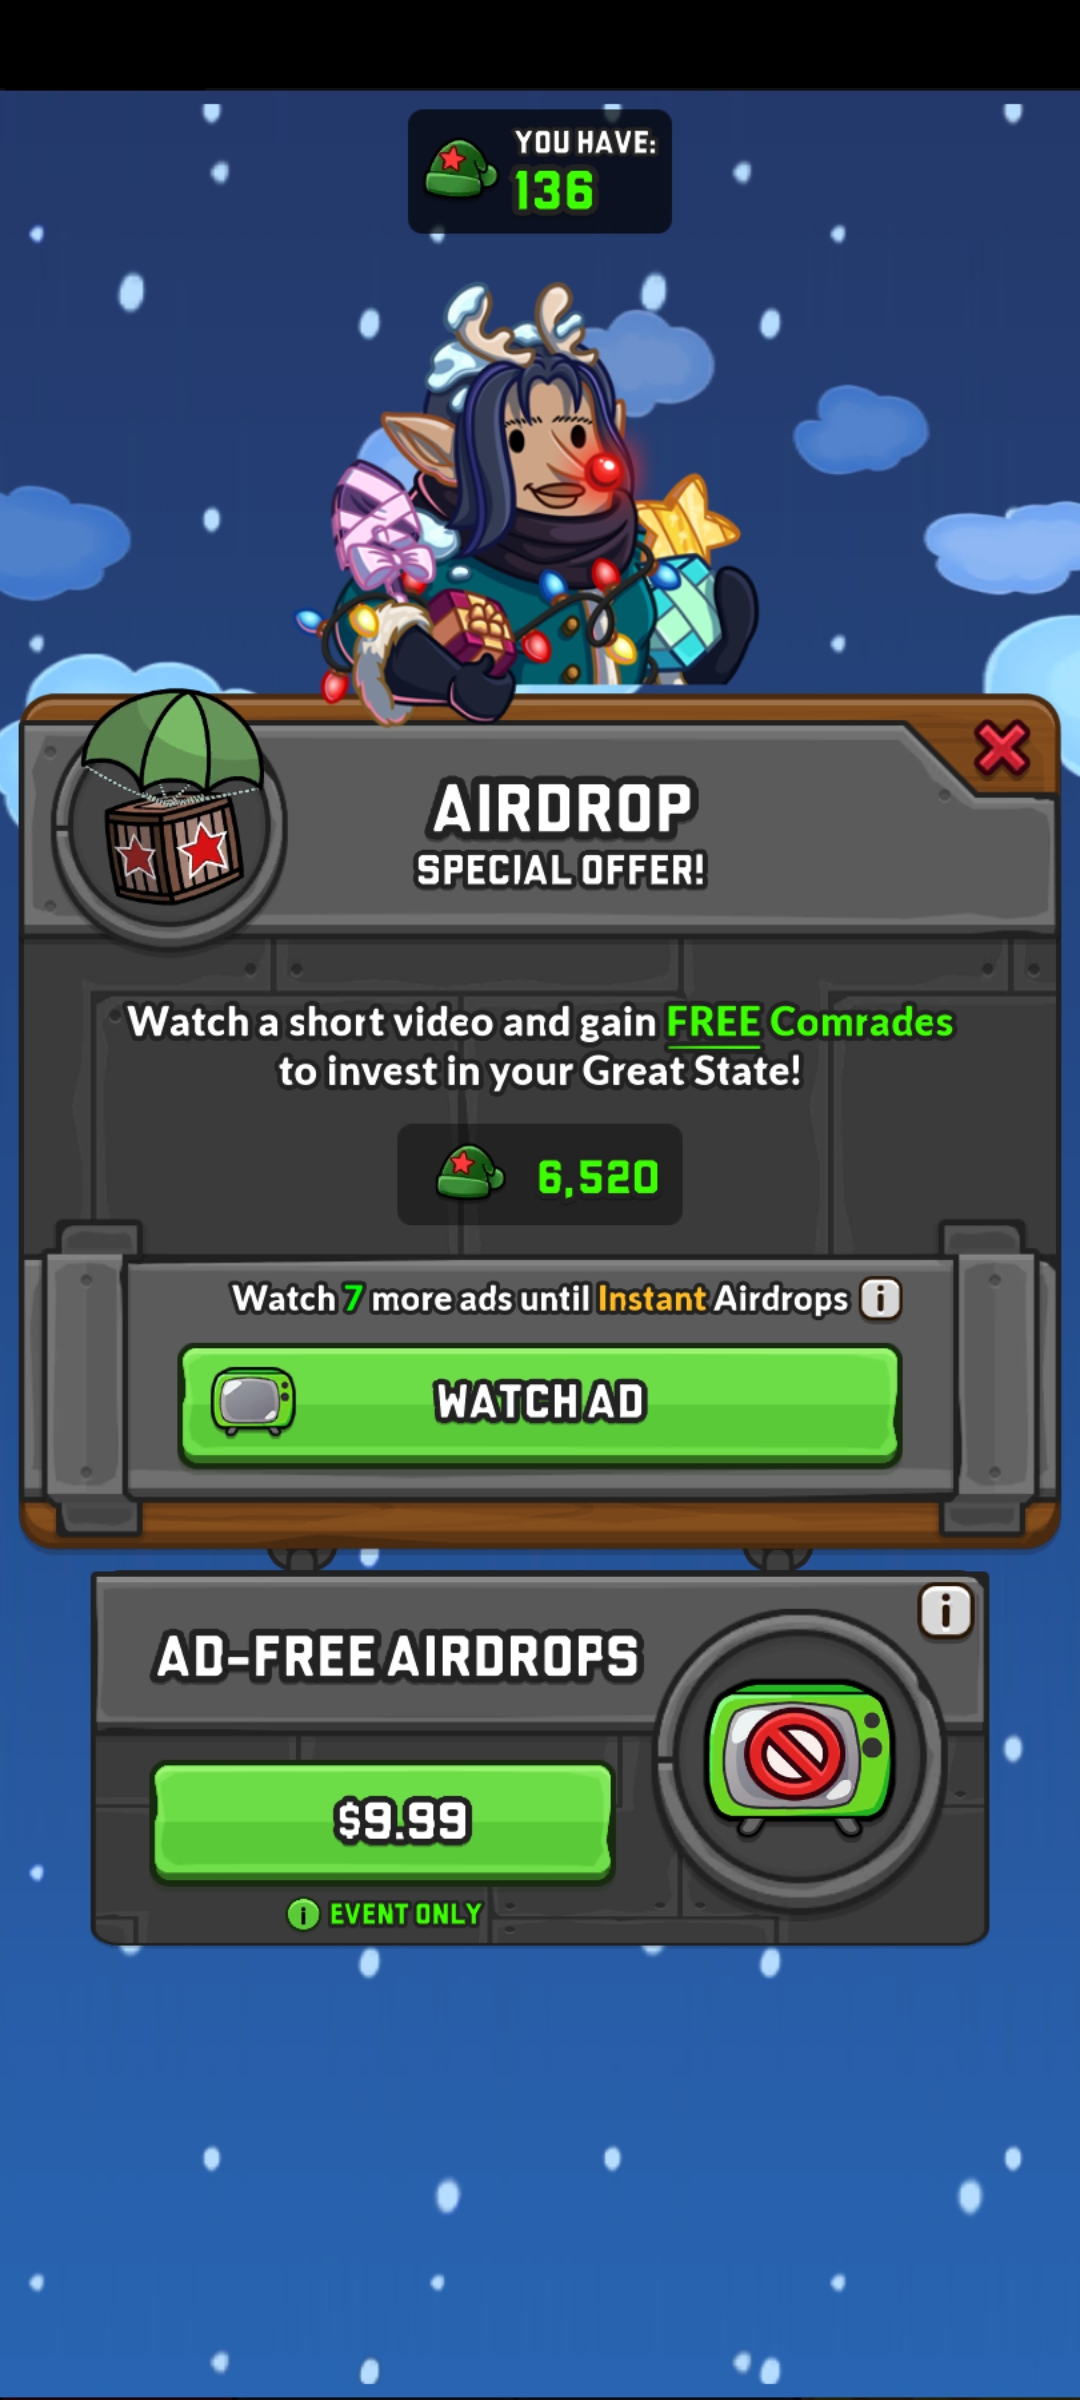 YOU HAVE:
136
AIRDROP
SPECIAL OFFER!
Watch a short video and gain FREE Comrades
to invest in your Great State!
6,520
Watch 7 more ads until Instant Airdrops i
WATCH AD
i
AD-FREE AIRDROPS
$9.99
i EVENT ONLY